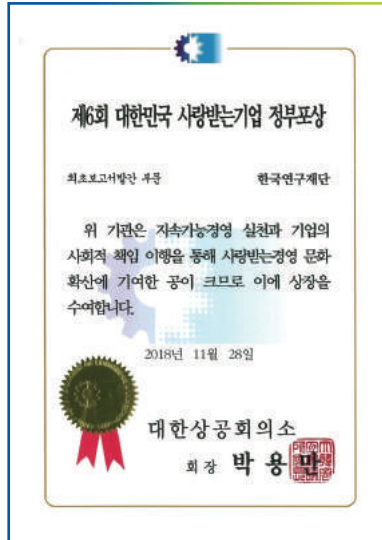 제6회 대한민국 사랑받는기업 정부포상
최초보고서발간 부문 한국연구재단
위 기관은 지속가능경영 실천과 기업의
사회적 책임 이행을 통해 사랑받는경영 문화
확산에 기여한 공이 크므로 이에 상장을
수여합니다.
2018년 11월 28일
대한상공회의소
회장 박용만